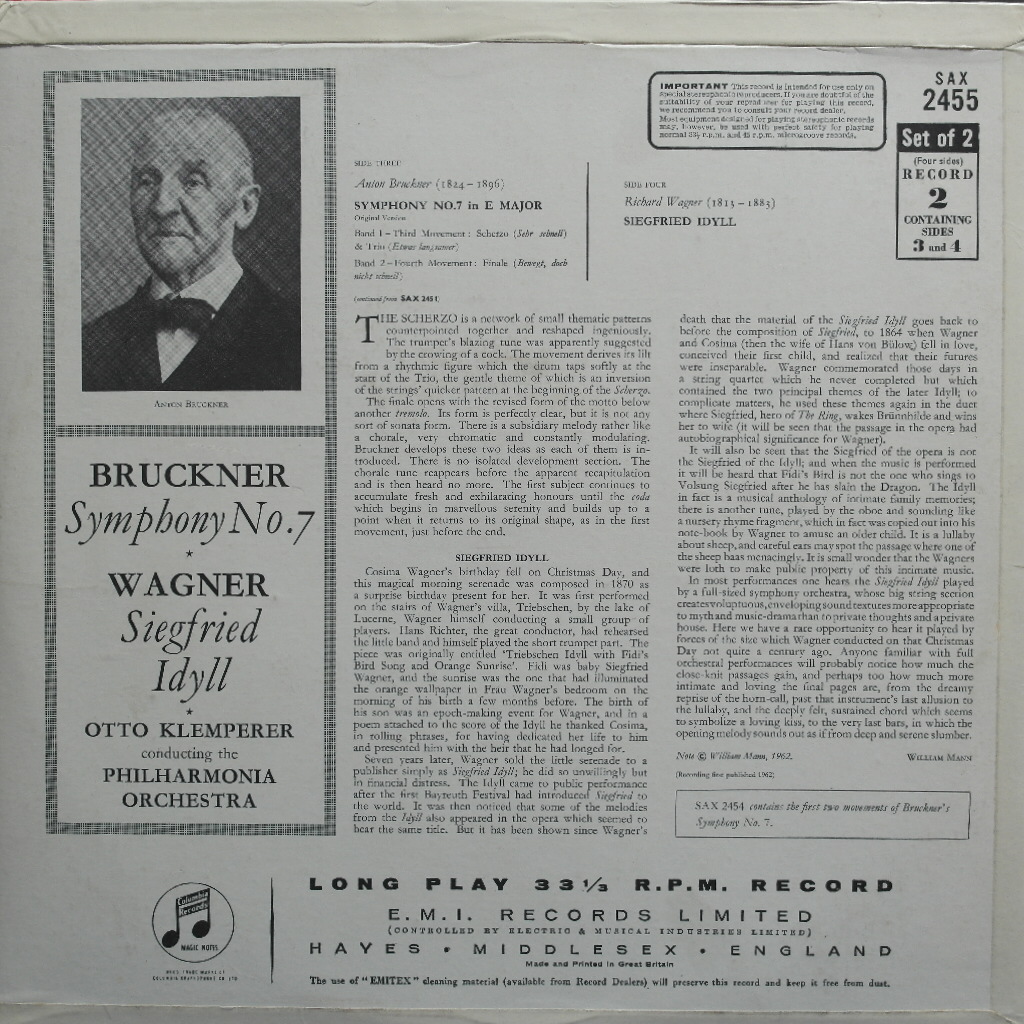 ANTON BRUCKNER
BRUCKNER
Symphony No.7
★
WAGNER
Siegfried
Idyll
★
OTTO KLEMPERER
conducting the
PHILHARMONIA
ORCHESTRA
IMPORTANT This record is intended for use only on
special stereophonic reproducers. If you are doubtful of the
suitability of your reproducer for playing this record,
we recommend you to consult your record dealer.
Most equipment designed for playing stereophonic records
may, however, be used with perfect safety for playing
normal 33⅓ r.p.m. and 45 r.p.m. microgroove records.
SAX
2455
Set of 2
(Four sides)
RECORD
2
CONTAINING
SIDES
3 and 4
SIDE THREE
Anton Bruckner (1824–1896)
SYMPHONY NO.7 in E MAJOR
Original Version
Band 1–Third Movement: Scherzo (Sehr schnell)
& Trio (Etwas langsamer)
Band 2–Fourth Movement: Finale (Bewegt, doch
nicht schnell)
SIDE FOUR
Richard Wagner (1813–1883)
SIEGFRIED IDYLL
(continued from SAX 2454)
THE SCHERZO is a network of small thematic patterns
counterpointed together and reshaped ingeniously.
The trumpet's blazing tune was apparently suggested
by the crowing of a cock. The movement derives its lilt
from a rhythmic figure which the drum taps softly at the
start of the Trio, the gentle theme of which is an inversion
of the strings' quicker pattern at the beginning of the Scherzo.
The finale opens with the revised form of the motto below
another tremolo. Its form is perfectly clear, but it is not any
sort of sonata form. There is a subsidiary melody rather like
a chorale, very chromatic and constantly modulating.
Bruckner develops these two ideas as each of them is in-
troduced. There is no isolated development section. The
chorale tune reappears before the apparent recapitulation
and is then heard no more. The first subject continues to
accumulate fresh and exhilarating honours until the coda
which begins in marvellous serenity and builds up to a
point when it returns to its original shape, as in the first
movement, just before the end.
SIEGFRIED IDYLL
Cosima Wagner's birthday fell on Christmas Day, and
this magical morning serenade was composed in 1870 as
a surprise birthday present for her. It was first performed
on the stairs of Wagner's villa, Triebschen, by the lake of
Lucerne, Wagner himself conducting a small group of
players. Hans Richter, the great conductor, had rehearsed
the little band and himself played the short trumpet part. The
piece was originally entitled 'Triebschen Idyll with Fidi's
Bird Song and Orange Sunrise'. Fidi was baby Siegfried
Wagner, and the sunrise was the one that had illuminated
the orange wallpaper in Frau Wagner's bedroom on the
morning of his birth a few months before. The birth of
his son was an epoch-making event for Wagner, and in a
poem attached to the score of the Idyll he thanked Cosima,
in rolling phrases, for having dedicated her life to him
and presented him with the heir that he had longed for.
Seven years later, Wagner sold the little serenade to a
publisher simply as Siegfried Idyll; he did so unwillingly but
in financial distress. The Idyll came to public performance
after the first Bayreuth Festival had introduced Siegfried to
the world. It was then noticed that some of the melodies
from the Idyll also appeared in the opera which seemed to
bear the same title. But it has been shown since Wagner's
death that the material of the Siegfried Idyll goes back to
before the composition of Siegfried, to 1864 when Wagner
and Cosima (then the wife of Hans von Bülow) fell in love,
conceived their first child, and realized that their futures
were inseparable. Wagner commemorated those days in
a string quartet which he never completed but which
contained the two principal themes of the later Idyll; to
complicate matters, he used these themes again in the duet
where Siegfried, hero of The Ring, wakes Brünnhilde and wins
her to wife (it will be seen that the passage in the opera had
autobiographical significance for Wagner).
It will also be seen that the Siegfried of the opera is not
the Siegfried of the Idyll; and when the music is performed
it will be heard that Fidi's Bird is not the one who sings to
Volsung Siegfried after he has slain the Dragon. The Idyll
in fact is a musical anthology of intimate family memories;
there is another tune, played by the oboe and sounding like
a nursery rhyme fragment, which in fact was copied out into his
note-book by Wagner to amuse an older child. It is a lullaby
about sheep, and careful ears may spot the passage where one of
the sheep baas menacingly. It is small wonder that the Wagners
were loth to make public property of this intimate music.
In most performances one hears the Siegfried Idyll played
by a full-sized symphony orchestra, whose big string section
creates voluptuous, enveloping sound textures more appropriate
to myth and music-drama than to private thoughts and a private
house. Here we have a rare opportunity to hear it played by
forces of the size which Wagner conducted on that Christmas
Day not quite a century ago. Anyone familiar with full
orchestral performances will probably notice how much the
close-knit passages gain, and perhaps too how much more
intimate and loving the final pages are, from the dreamy
reprise of the horn-call, past that instrument's last allusion to
the lullaby, and the deeply felt, sustained chord which seems
to symbolize a loving kiss, to the very last bars, in which the
opening melody sounds out as if from deep and serene slumber.
Note © William Mann, 1962.
WILLIAM MANN
(Recording first published 1962)
SAX 2454 contains the first two movements of Bruckner's
Symphony No. 7.
Columbia
Records
MAGIC NOTES
LONG PLAY 33⅓ R.P.M. RECORD
E.M.I. RECORDS LIMITED
(CONTROLLED BY ELECTRIC & MUSICAL INDUSTRIES LIMITED)
HAYES • MIDDLESEX • ENGLAND
Made and Printed in Great Britain
The use of "EMITEX" cleaning material (available from Record Dealers) will preserve this record and keep it free from dust.